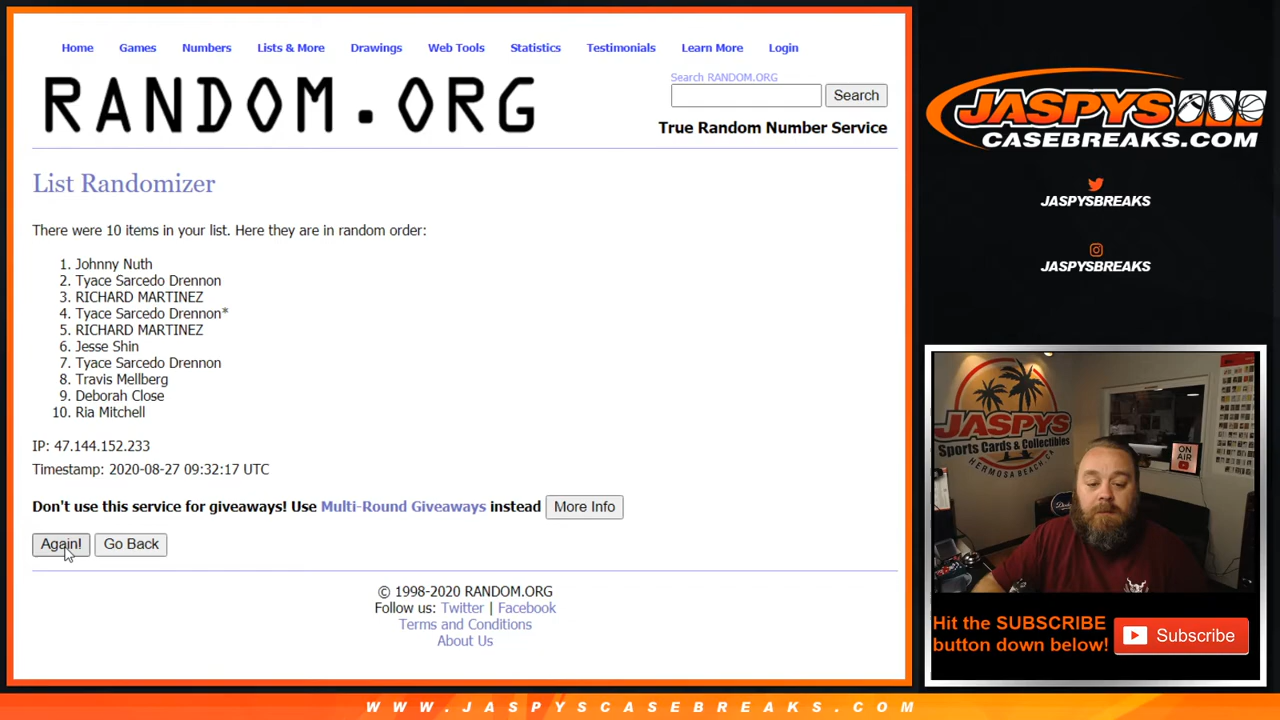 Home Games Numbers Lists & More Drawings Web Tools Statistics Testimonials Learn More Login
RANDOM.ORG
Search RANDOM.ORG
Search
True Random Number Service
List Randomizer
There were 10 items in your list. Here they are in random order:
1. Johnny Nuth
2. Tyace Sarcedo Drennon
3. RICHARD MARTINEZ
4. Tyace Sarcedo Drennon*
5. RICHARD MARTINEZ
6. Jesse Shin
7. Tyace Sarcedo Drennon
8. Travis Mellberg
9. Deborah Close
10. Ria Mitchell
IP: 47.144.152.233
Timestamp: 2020-08-27 09:32:17 UTC
Don't use this service for giveaways! Use Multi-Round Giveaways instead More Info
Again! Go Back
© 1998-2020 RANDOM.ORG
Follow us: Twitter | Facebook
Terms and Conditions
About Us
JASPYS
CASEBREAKS.COM
JASPYSBREAKS
JASPYSBREAKS
JASPYS
Sports Cards & Collectibles
HERMOSA BEACH, CA
ON
AIR
Hit the SUBSCRIBE
button down below!
Subscribe
WWW.JASPYSCASEBREAKS.COM